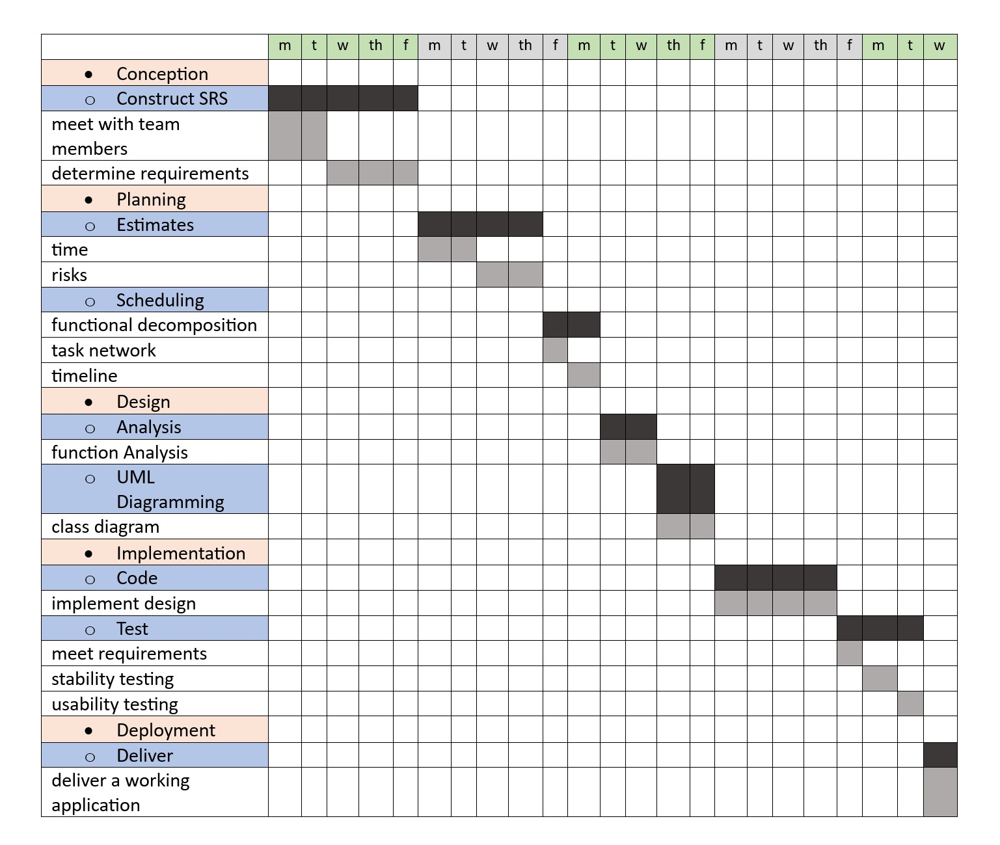 m t w th f m t w th f m t w th f m t w th f m t w
• Conception
o Construct SRS
meet with team
members
determine requirements
• Planning
o Estimates
time
risks
o Scheduling
functional decomposition
task network
timeline
• Design
o Analysis
function Analysis
o UML
Diagramming
class diagram
• Implementation
o Code
implement design
o Test
meet requirements
stability testing
usability testing
• Deployment
o Deliver
deliver a working
application